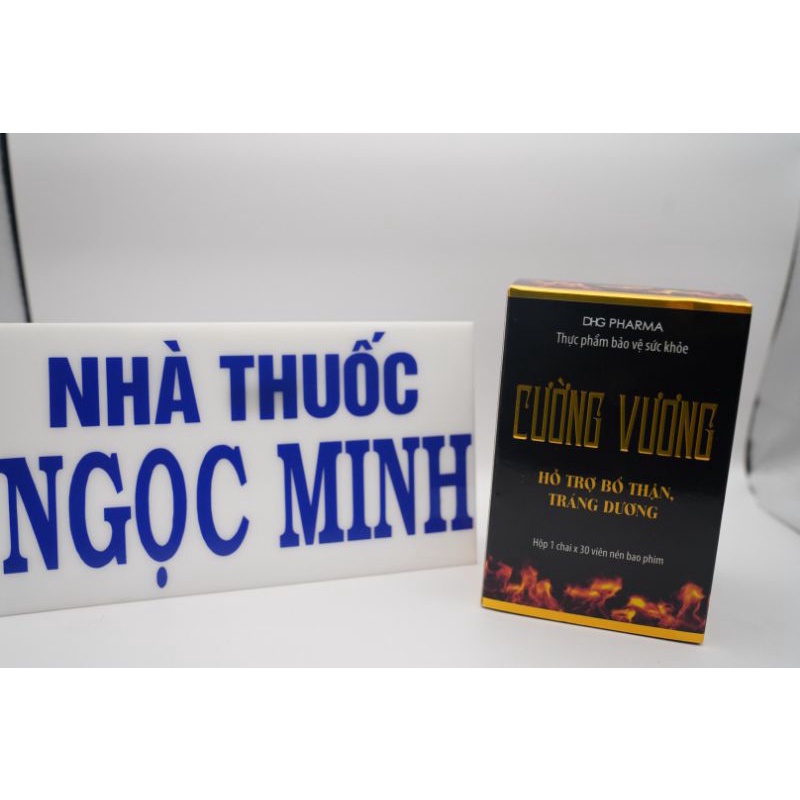 NHÀ THUỐC
NGỌC MINH
DHG PHARMA
Thực phẩm bảo vệ sức khỏe
CƯỜNG VƯƠNG
HỖ TRỢ BỔ THẬN,
TRÁNG DƯƠNG
Hộp 1 chai x 30 viên nén bao phim